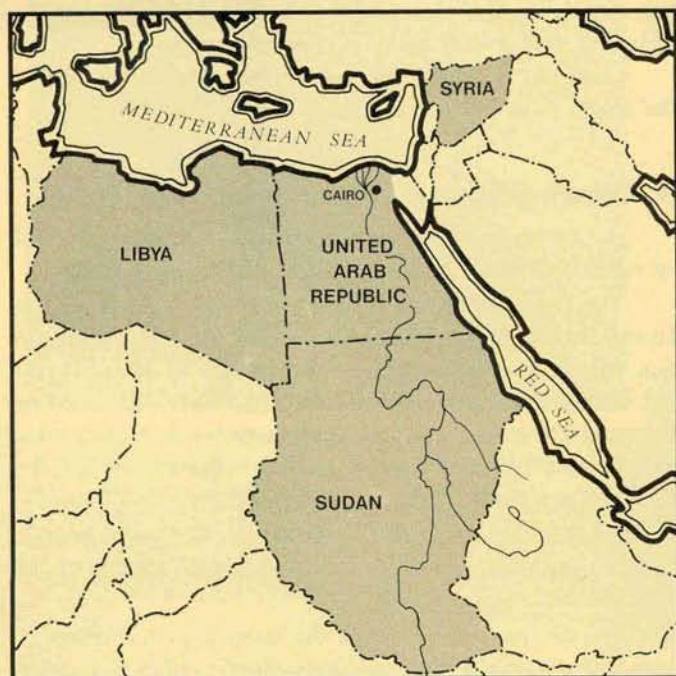 SYRIA
MEDITERRANEAN SEA
CAIRO
LIBYA
UNITED
ARAB
REPUBLIC
RED SEA
SUDAN